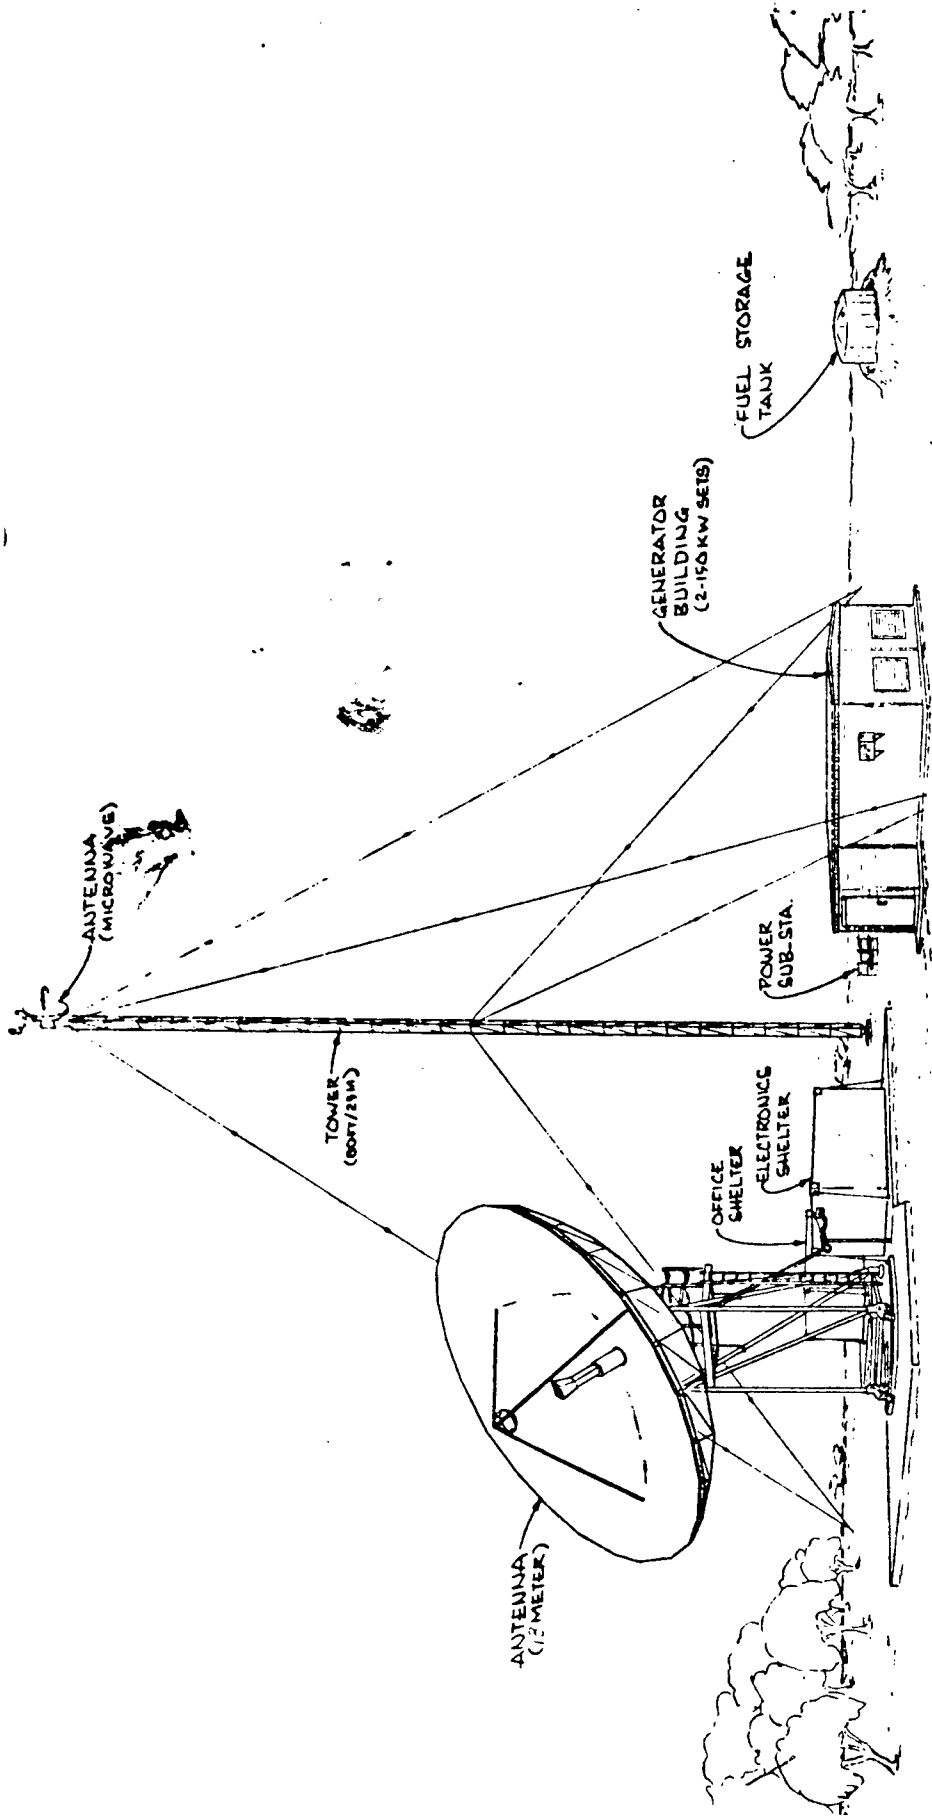 ANTENNA
(MICROWAVE)
TOWER
ANTENNA
METER)
GENERATOR
BUILDING
(2-150KW SETS)
OFFICE
SHELTER
FUEL STORAGE
TANK
ELECTRONICS
SHELTER
POWER
SUB-STA.